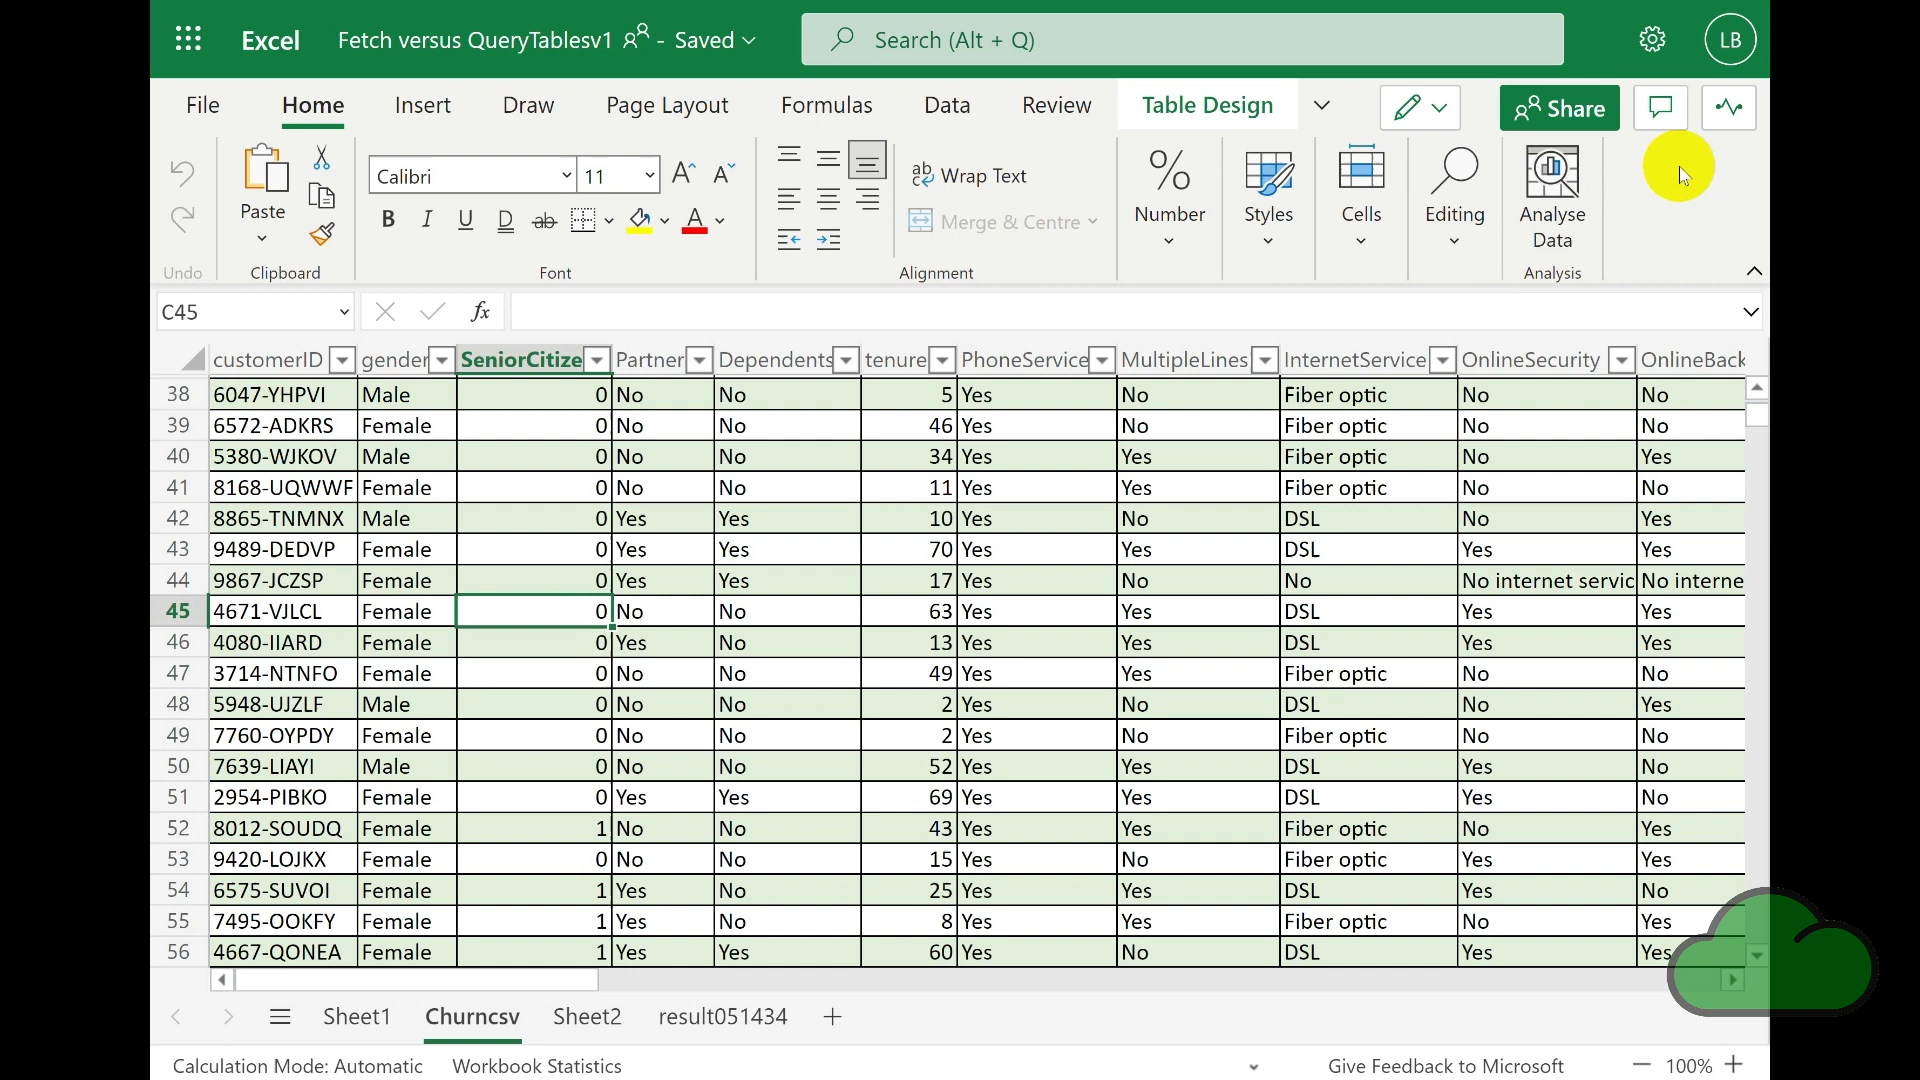 Excel Fetch versus QueryTablesv1 - Saved Search (Alt + Q) LB
File Home Insert Draw Page Layout Formulas Data Review Table Design Share
Paste Calibri 11 Wrap Text Merge & Centre Number Styles Cells Editing Analyse Data
Undo Clipboard Font Alignment Analysis
C45 fx
customerID gender SeniorCitize Partner Dependents tenure PhoneService MultipleLines InternetService OnlineSecurity OnlineBack
38 6047-YHPVI Male 0 No No 5 Yes No Fiber optic No No
39 6572-ADKRS Female 0 No No 46 Yes No Fiber optic No No
40 5380-WJKOV Male 0 No No 34 Yes Yes Fiber optic No Yes
41 8168-UQWWF Female 0 No No 11 Yes Yes Fiber optic No No
42 8865-TNMNX Male 0 Yes Yes 10 Yes No DSL No Yes
43 9489-DEDVP Female 0 Yes Yes 70 Yes Yes DSL Yes Yes
44 9867-JCZSP Female 0 Yes Yes 17 Yes No No No internet servic No interne
45 4671-VJLCL Female 0 No No 63 Yes Yes DSL Yes Yes
46 4080-IIARD Female 0 Yes No 13 Yes Yes DSL Yes Yes
47 3714-NTNFO Female 0 No No 49 Yes Yes Fiber optic No No
48 5948-UJZLF Male 0 No No 2 Yes No DSL No Yes
49 7760-OYPDY Female 0 No No 2 Yes No Fiber optic No No
50 7639-LIAYI Male 0 No No 52 Yes Yes DSL Yes No
51 2954-PIBKO Female 0 Yes Yes 69 Yes Yes DSL Yes No
52 8012-SOUDQ Female 1 No No 43 Yes Yes Fiber optic No Yes
53 9420-LOJKX Female 0 No No 15 Yes No Fiber optic Yes Yes
54 6575-SUVOI Female 1 Yes No 25 Yes Yes DSL Yes No
55 7495-OOKFY Female 1 Yes No 8 Yes Yes Fiber optic No Yes
56 4667-QONEA Female 1 Yes Yes 60 Yes No DSL Yes Yes
Sheet1 Churncsv Sheet2 result051434
Calculation Mode: Automatic Workbook Statistics Give Feedback to Microsoft 100%